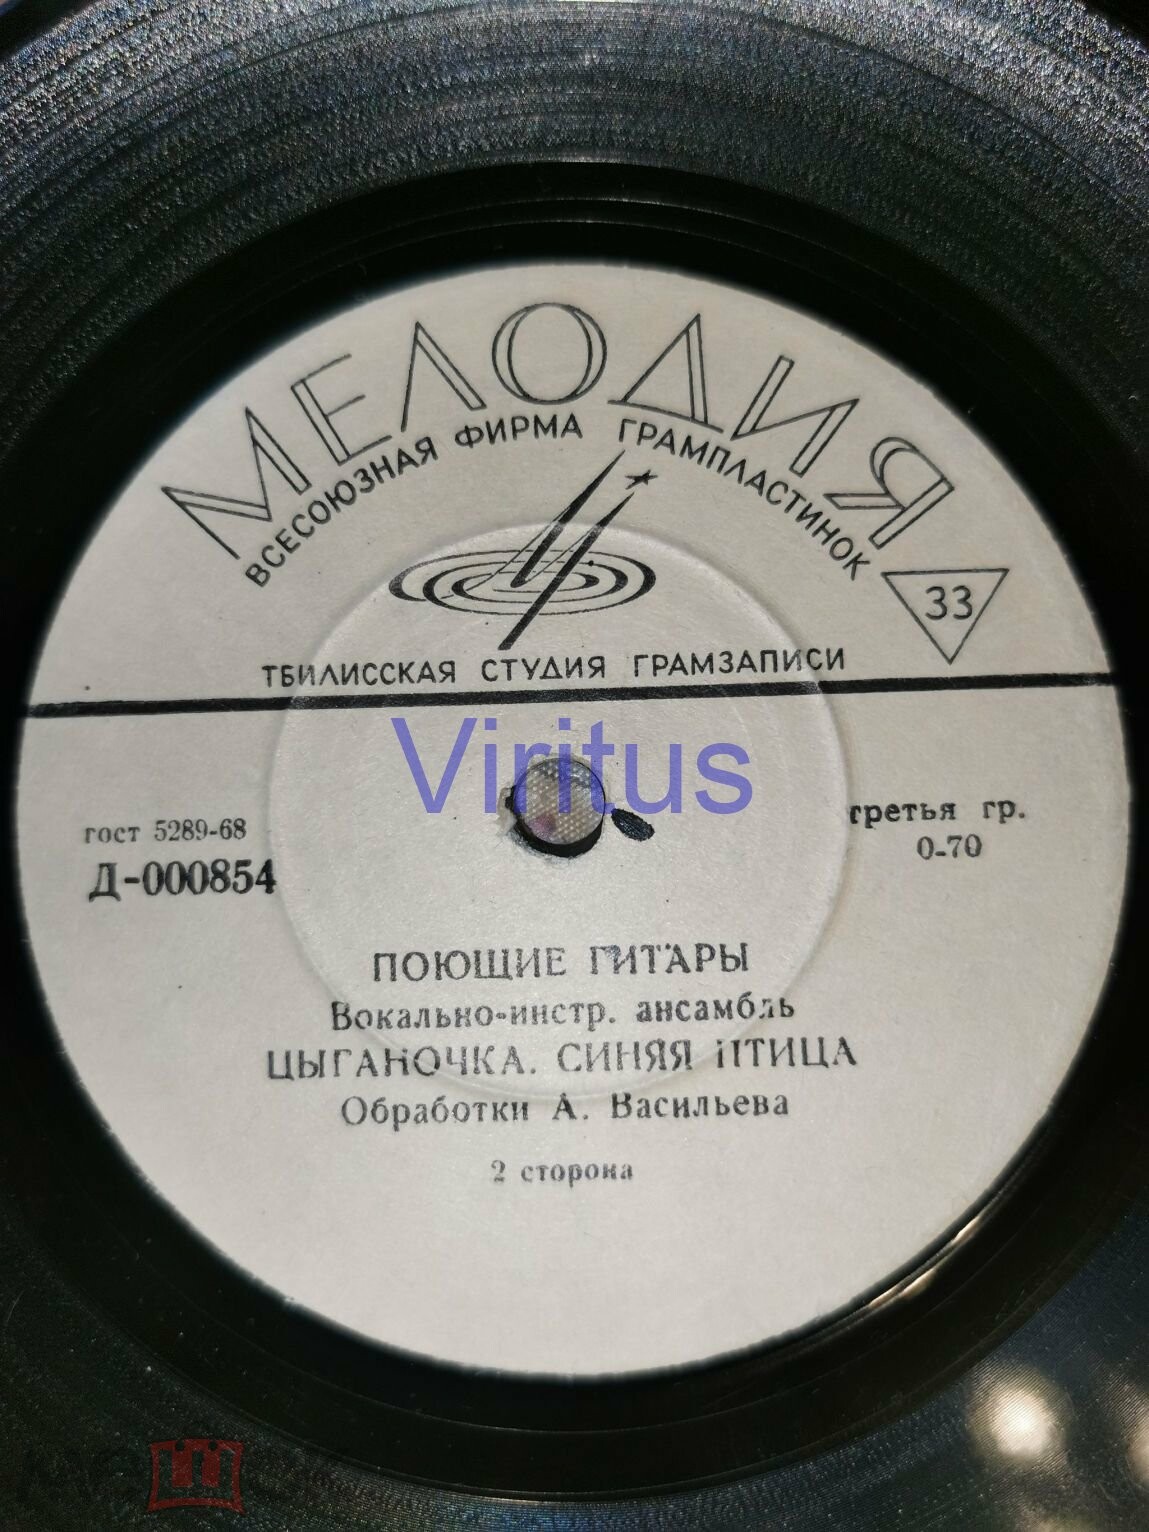 МЕЛОДИЯ
ВСЕСОЮЗНАЯ ФИРМА ГРАМПЛАСТИНОК
33
ТБИЛИССКАЯ СТУДИЯ ГРАМЗАПИСИ
Viritus
гост 5289-68
третья гр.
Д-000854
0-70
ПОЮЩИЕ ГИТАРЫ
Вокально-инстр. ансамбль
ЦЫГАНОЧКА. СИНЯЯ ПТИЦА
Обработки А. Васильева
2 сторона